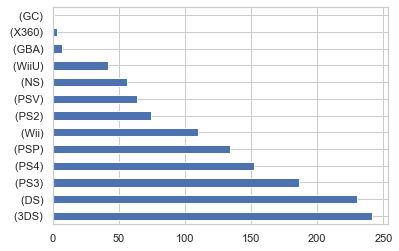 (GC)
(X360)
(GBA)
(WiiU)
(NS)
(PSV)
(PS2)
(Wii)
(PSP)
(PS4)
(PS3)
(DS)
(3DS)
0 50 100 150 200 250